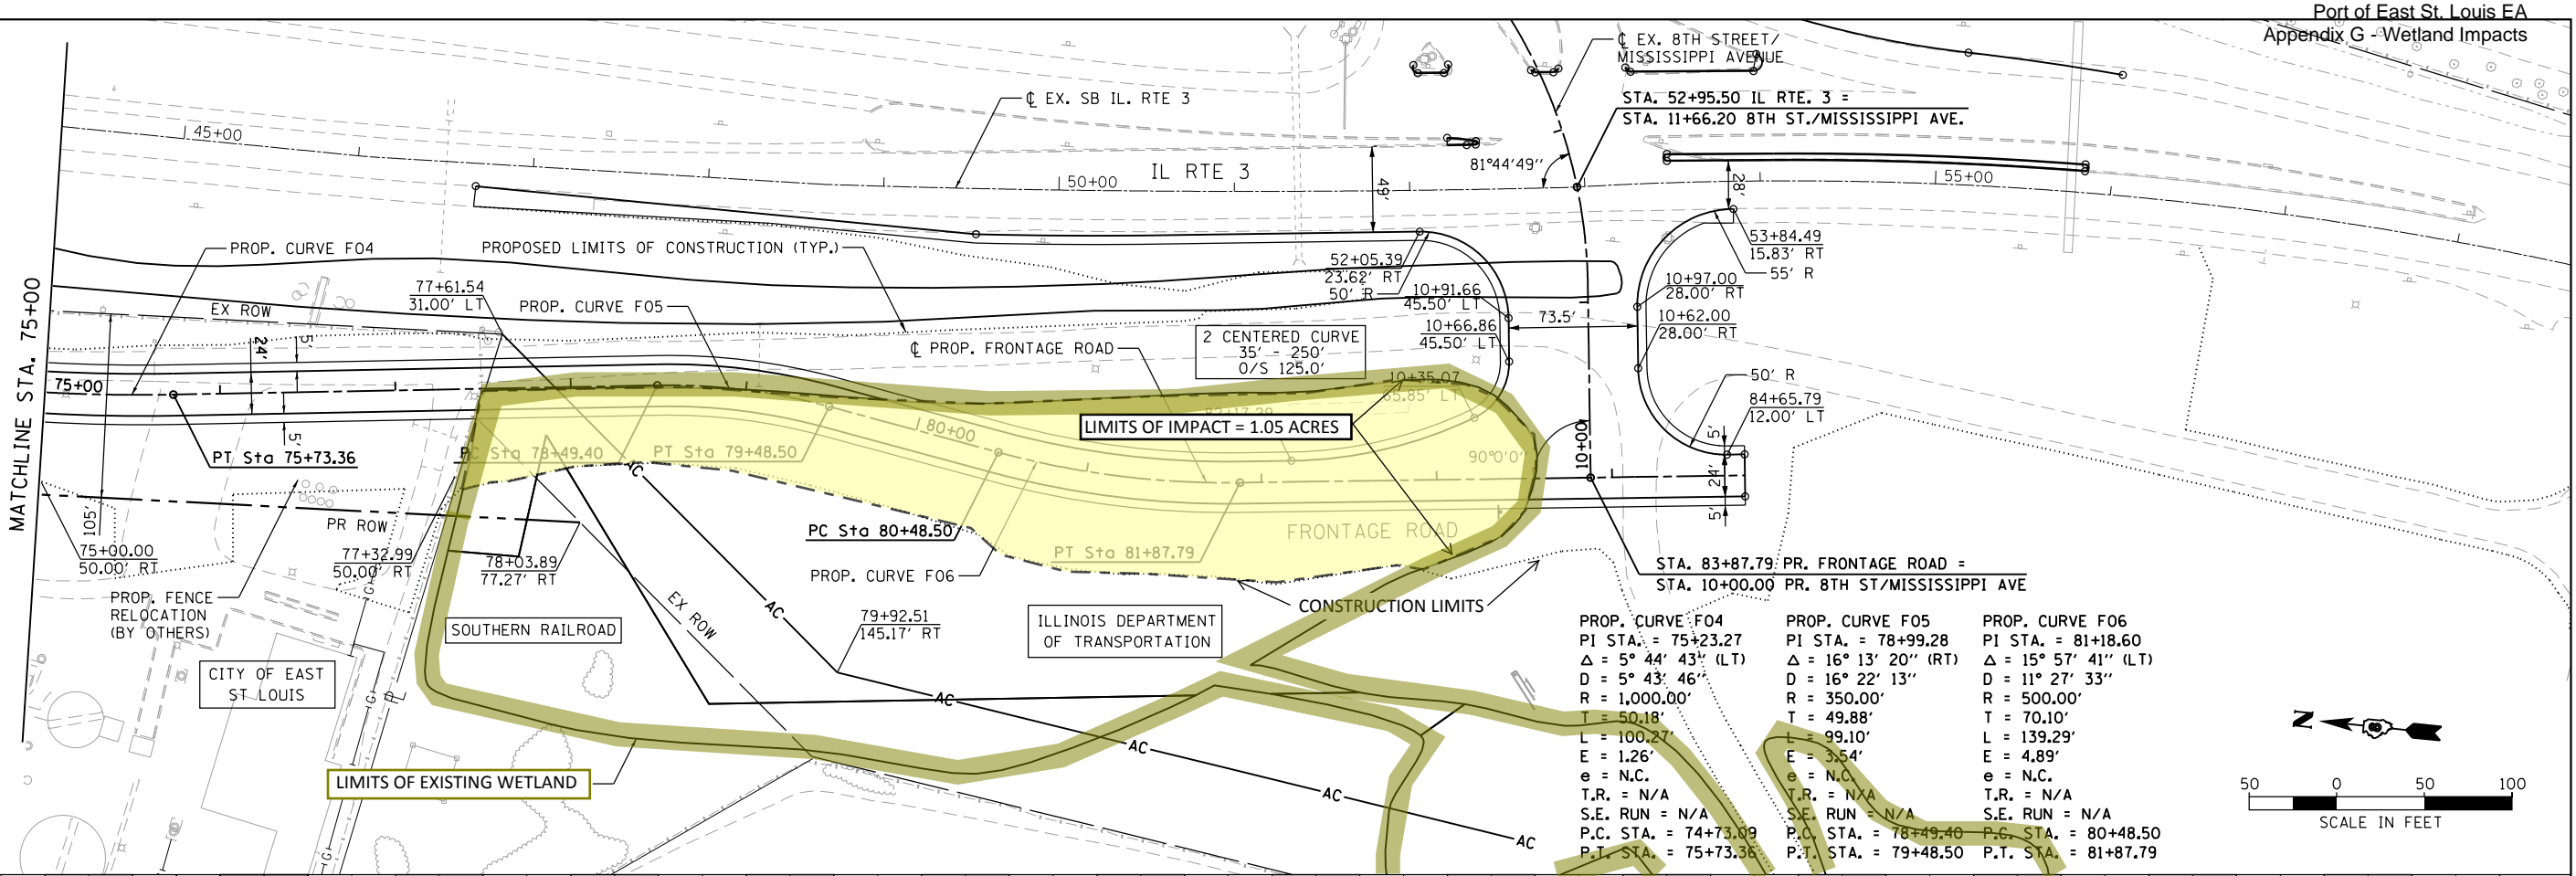 Port of East St. Louis EA
Appendix G - Wetland Impacts
℄ EX. 8TH STREET/
MISSISSIPPI AVENUE
℄ EX. SB IL. RTE 3
STA. 52+95.50 IL RTE. 3 =
STA. 11+66.20 8TH ST./MISSISSIPPI AVE.
45+00
IL RTE 3
50+00
55+00
81°44'49''
49'
28'
PROP. CURVE F04
PROPOSED LIMITS OF CONSTRUCTION (TYP.)
53+84.49
15.83' RT
55' R
52+05.39
23.62' RT
50' R
10+91.66
45.50' LT
10+97.00
28.00' RT
77+61.54
31.00' LT
PROP. CURVE F05
EX ROW
10+66.86
45.50' LT
73.5'
10+62.00
28.00' RT
MATCHLINE STA. 75+00
24'
5'
5'
℄ PROP. FRONTAGE ROAD
2 CENTERED CURVE
35' - 250'
O/S 125.0'
75+00
10+35.07
65.85' LT
50' R
84+65.79
12.00' LT
LIMITS OF IMPACT = 1.05 ACRES
80+00
PT Sta 75+73.36
PC Sta 78+49.40
PT Sta 79+48.50
90°0'0''
10+00
5'
24'
5'
105'
PR ROW
PC Sta 80+48.50
FRONTAGE ROAD
PT Sta 81+87.79
75+00.00
50.00' RT
77+32.99
50.00' RT
78+03.89
77.27' RT
PROP. CURVE F06
STA. 83+87.79 PR. FRONTAGE ROAD =
STA. 10+00.00 PR. 8TH ST/MISSISSIPPI AVE
PROP. FENCE
RELOCATION
(BY OTHERS)
EX ROW
AC
AC
AC
AC
AC
AC
79+92.51
145.17' RT
CONSTRUCTION LIMITS
SOUTHERN RAILROAD
ILLINOIS DEPARTMENT
OF TRANSPORTATION
CITY OF EAST
ST LOUIS
G
G
G
LIMITS OF EXISTING WETLAND
PROP. CURVE F04
PI STA. = 75+23.27
Δ = 5° 44' 43'' (LT)
D = 5° 43' 46''
R = 1,000.00'
T = 50.18'
L = 100.27'
E = 1.26'
e = N.C.
T.R. = N/A
S.E. RUN = N/A
P.C. STA. = 74+73.09
P.T. STA. = 75+73.36
PROP. CURVE F05
PI STA. = 78+99.28
Δ = 16° 13' 20'' (RT)
D = 16° 22' 13''
R = 350.00'
T = 49.88'
L = 99.10'
E = 3.54'
e = N.C.
T.R. = N/A
S.E. RUN = N/A
P.C. STA. = 78+49.40
P.T. STA. = 79+48.50
PROP. CURVE F06
PI STA. = 81+18.60
Δ = 15° 57' 41'' (LT)
D = 11° 27' 33''
R = 500.00'
T = 70.10'
L = 139.29'
E = 4.89'
e = N.C.
T.R. = N/A
S.E. RUN = N/A
P.C. STA. = 80+48.50
P.T. STA. = 81+87.79
N
50 0 50 100
SCALE IN FEET